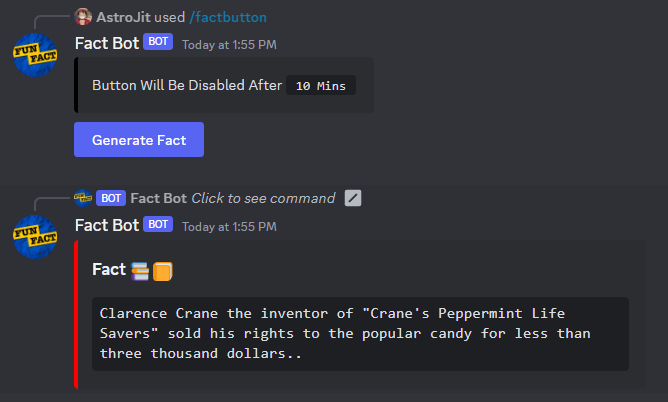 AstroJit used /factbutton
FUN FACT
Fact Bot BOT Today at 1:55 PM
Button Will Be Disabled After 10 Mins
Generate Fact
BOT Fact Bot Click to see command
FUN FACT
Fact Bot BOT Today at 1:55 PM
Fact
Clarence Crane the inventor of "Crane's Peppermint Life
Savers" sold his rights to the popular candy for less than
three thousand dollars..